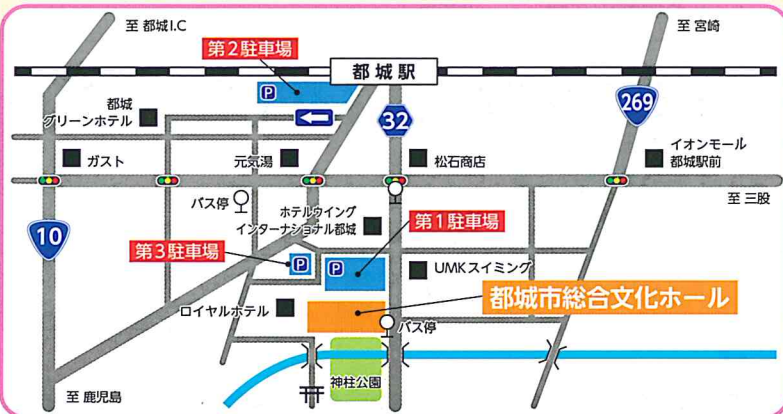 至 都城I.C
至 宮崎
第2駐車場
都城駅
P
都城
グリーンホテル
32
269
ガスト
元気湯
松石商店
イオンモール
都城駅前
バス停
至 三股
ホテルウイング
インターナショナル都城
第1駐車場
10
第3駐車場
P
P
UMKスイミング
都城市総合文化ホール
ロイヤルホテル
バス停
神柱公園
至 鹿児島